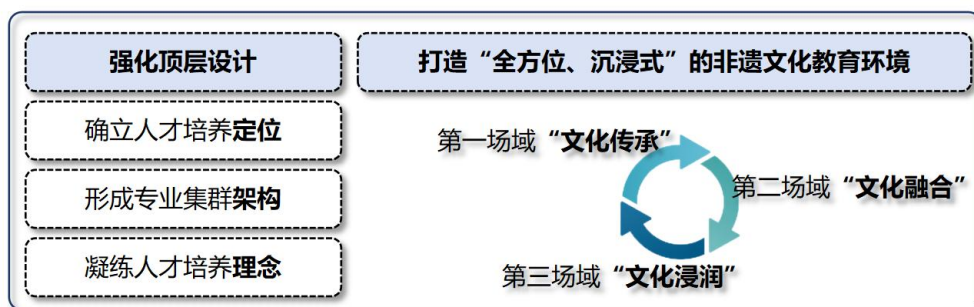 强化顶层设计
确立人才培养定位
形成专业集群架构
凝练人才培养理念
打造“全方位、沉浸式”的非遗文化教育环境
第一场域“文化传承”
第二场域“文化融合”
第三场域“文化浸润”